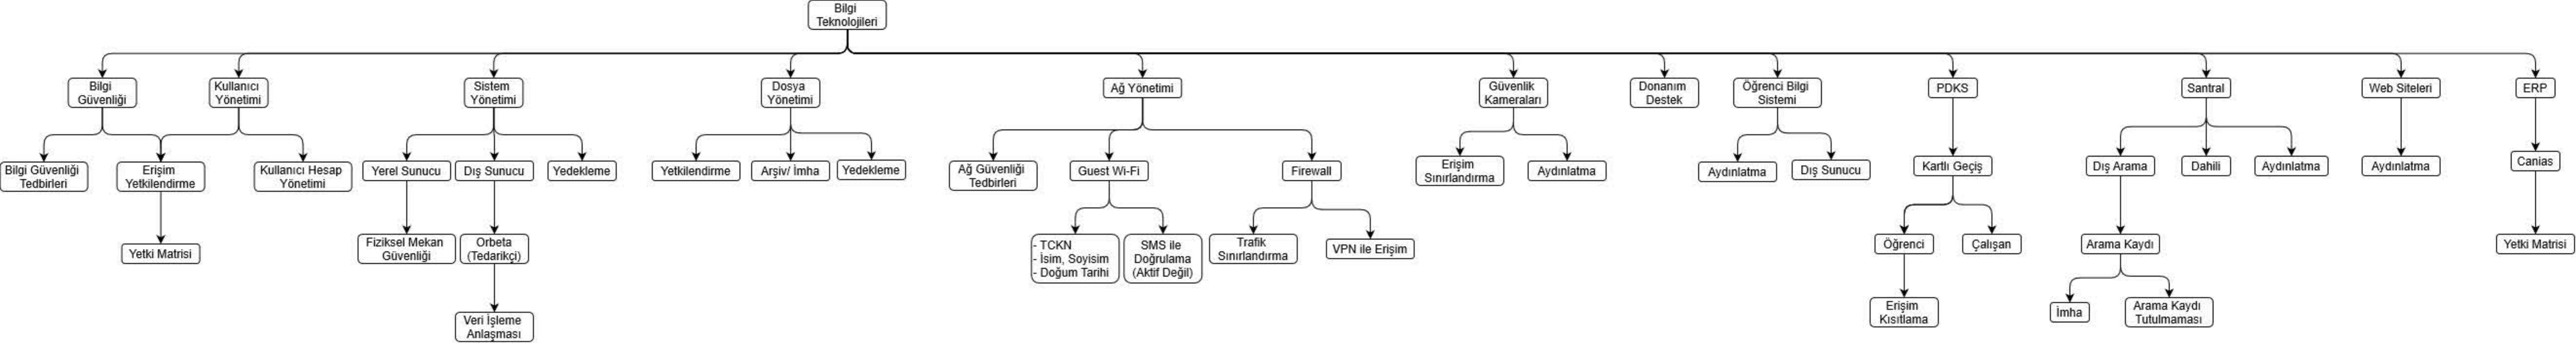 Bilgi
Teknolojileri
Bilgi
Güvenliği
Kullanıcı
Yönetimi
Sistem
Yönetimi
Dosya
Yönetimi
Ağ Yönetimi
Güvenlik
Kameraları
Donanım
Destek
Öğrenci Bilgi
Sistemi
PDKS
Santral
Web Siteleri
ERP
Bilgi Güvenliği
Tedbirleri
Erişim
Yetkilendirme
Kullanıcı Hesap
Yönetimi
Yerel Sunucu
Dış Sunucu
Yedekleme
Yetkilendirme
Arşiv/ İmha
Yedekleme
Ağ Güvenliği
Tedbirleri
Guest Wi-Fi
Firewall
Erişim
Sınırlandırma
Aydınlatma
Aydınlatma
Dış Sunucu
Kartlı Geçiş
Dış Arama
Dahili
Aydınlatma
Aydınlatma
Canias
Yetki Matrisi
Fiziksel Mekan
Güvenliği
Orbeta
(Tedarikçi)
- TCKN
- İsim, Soyisim
- Doğum Tarihi
SMS ile
Doğrulama
(Aktif Değil)
Trafik
Sınırlandırma
VPN ile Erişim
Öğrenci
Çalışan
Arama Kaydı
Yetki Matrisi
Veri İşleme
Anlaşması
Erişim
Kısıtlama
İmha
Arama Kaydı
Tutulmaması